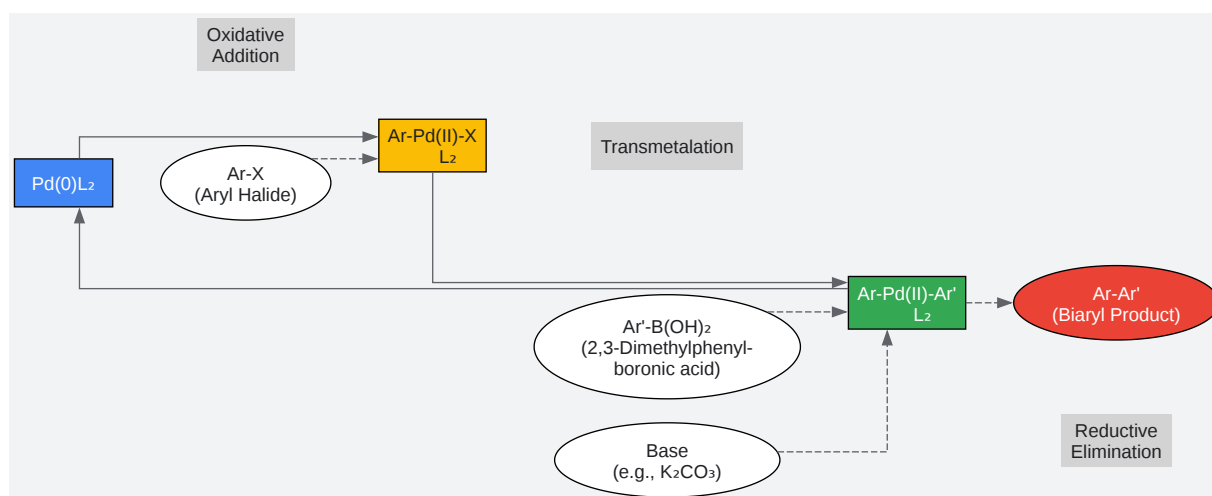 Oxidative
Addition
Ar-Pd(II)-X
L₂
Transmetalation
Ar-X
(Aryl Halide)
Pd(0)L₂
Ar-Pd(II)-Ar'
L₂
Ar-Ar'
(Biaryl Product)
Ar'-B(OH)₂
(2,3-Dimethylphenyl-
boronic acid)
Base
(e.g., K₂CO₃)
Reductive
Elimination